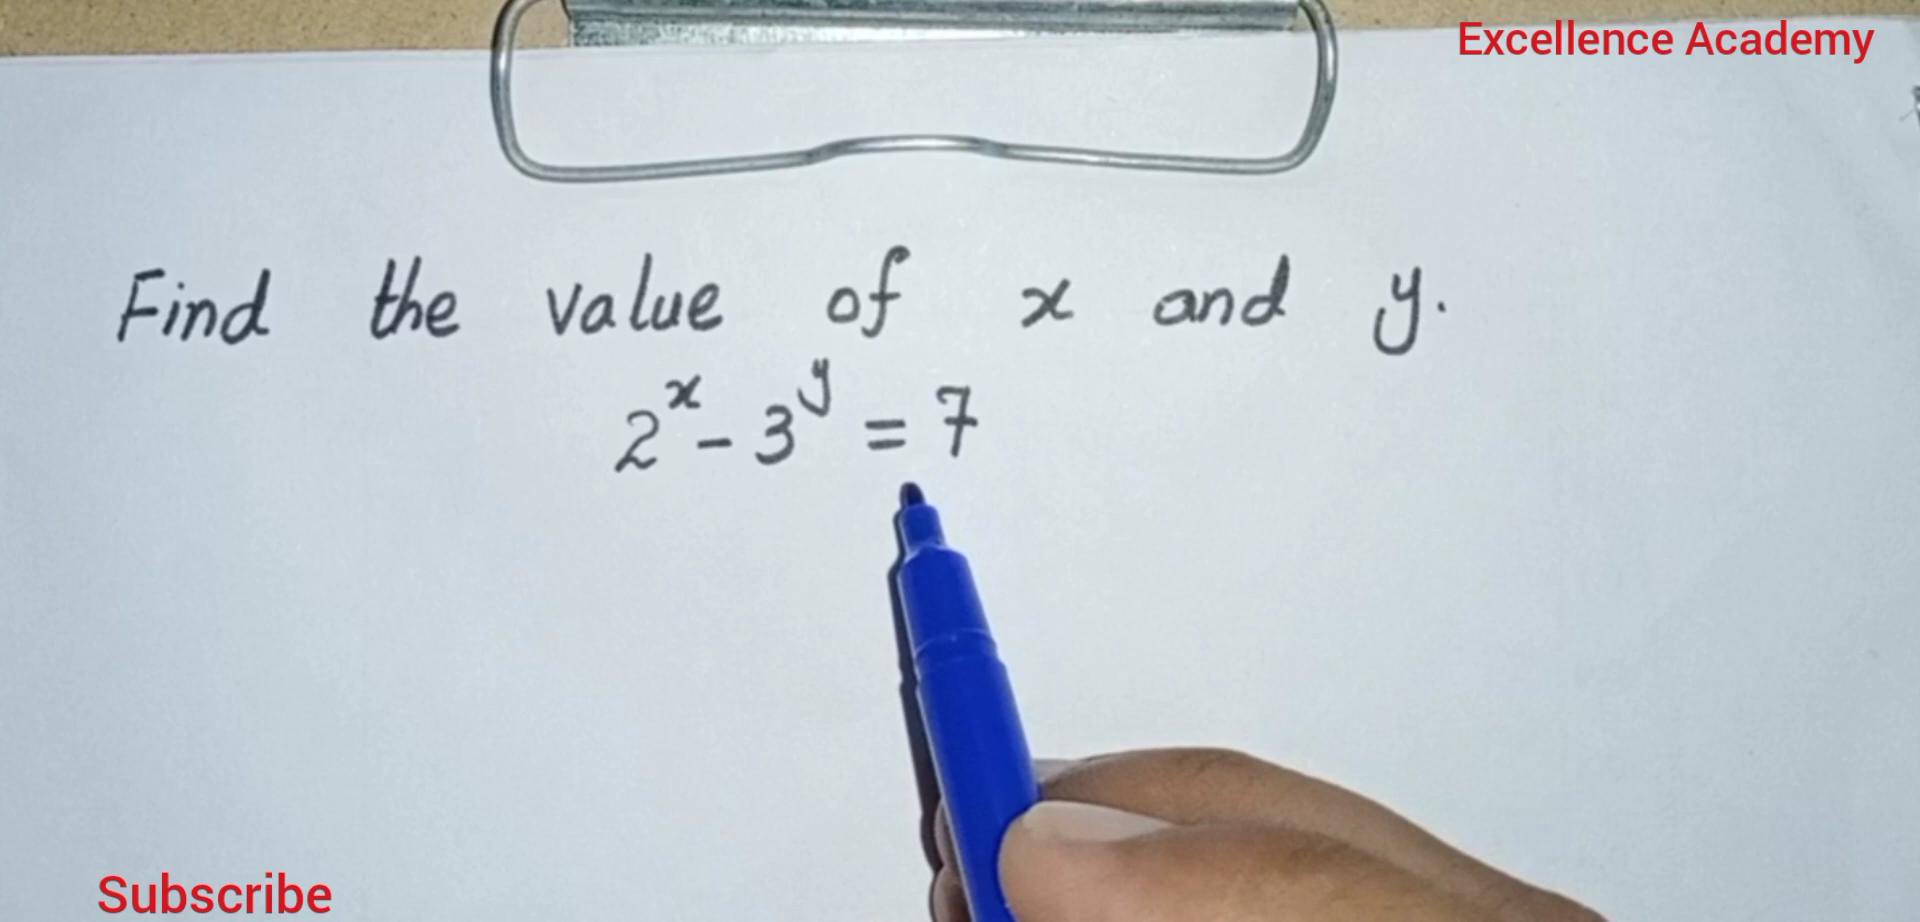 Excellence Academy
Find the value of x and y.
2^x - 3^y = 7
Subscribe